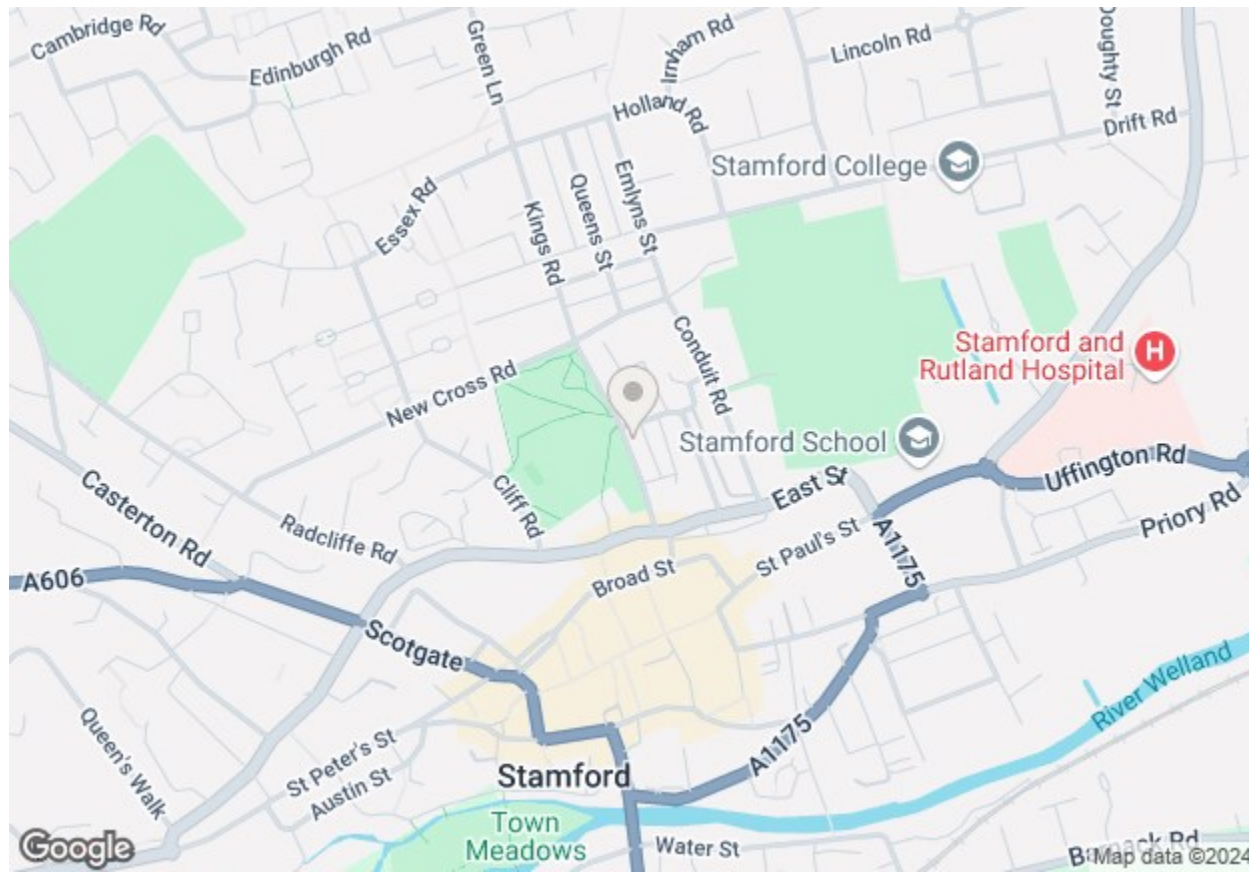 Cambridge Rd
Edinburgh Rd
Green Ln
Irnham Rd
Lincoln Rd
Doughty St
Holland Rd
Drift Rd
Stamford College
Essex Rd
Kings Rd
Queens St
Emlyns St
Conduit Rd
Stamford and
Rutland Hospital
H
New Cross Rd
Stamford School
Casterton Rd
Cliff Rd
East St
Uffington Rd
Radcliffe Rd
St Paul's St
A1175
Priory Rd
A606
Broad St
Scotgate
River Welland
Queen's Walk
St Peter's St
Austin St
A1175
Stamford
Town
Meadows
Water St
Barnack Rd
Google
Map data ©2024